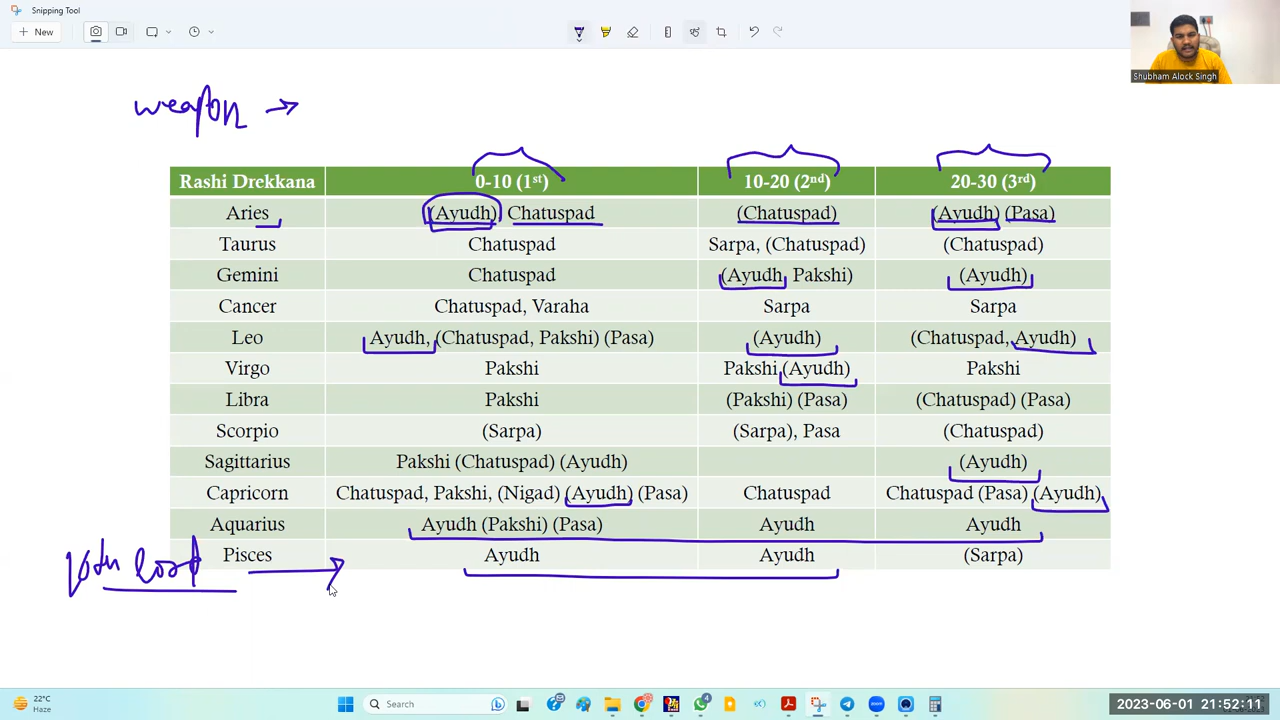 Snipping Tool
+ New
Shubham Alock Singh
weapon →
Rashi Drekkana 0-10 (1st) 10-20 (2nd) 20-30 (3rd)
Aries (Ayudh) Chatuspad (Chatuspad) (Ayudh) (Pasa)
Taurus Chatuspad Sarpa, (Chatuspad) (Chatuspad)
Gemini Chatuspad (Ayudh, Pakshi) (Ayudh)
Cancer Chatuspad, Varaha Sarpa Sarpa
Leo Ayudh, (Chatuspad, Pakshi) (Pasa) (Ayudh) (Chatuspad, Ayudh)
Virgo Pakshi Pakshi (Ayudh) Pakshi
Libra Pakshi (Pakshi) (Pasa) (Chatuspad) (Pasa)
Scorpio (Sarpa) (Sarpa), Pasa (Chatuspad)
Sagittarius Pakshi (Chatuspad) (Ayudh) (Ayudh)
Capricorn Chatuspad, Pakshi, (Nigad) (Ayudh) (Pasa) Chatuspad Chatuspad (Pasa) (Ayudh)
Aquarius Ayudh (Pakshi) (Pasa) Ayudh Ayudh
Pisces Ayudh Ayudh (Sarpa)
10th lord →
22°C
Haze
Search
4
2023-06-01 21:52:11